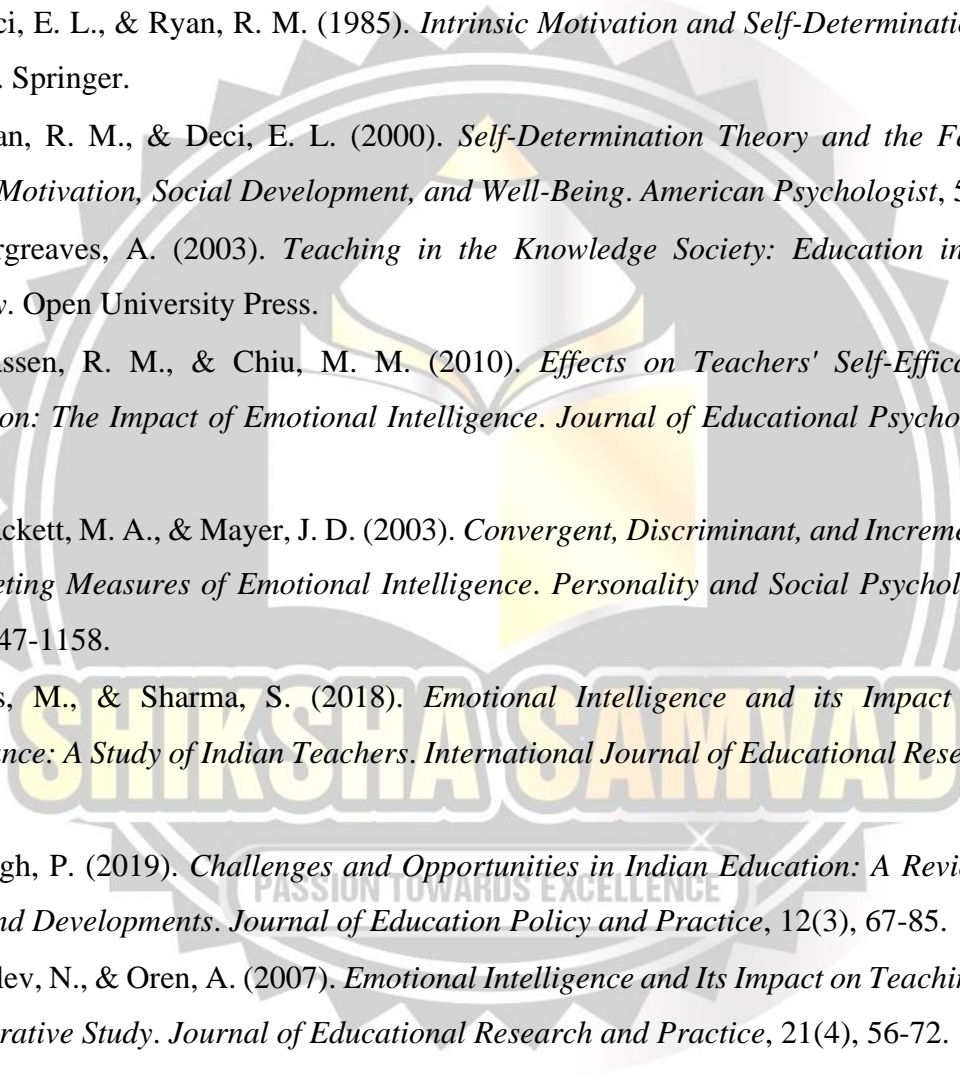 ci, E. L., & Ryan, R. M. (1985). Intrinsic Motivation and Self-Determinatio
. Springer.
an, R. M., & Deci, E. L. (2000). Self-Determination Theory and the F
Motivation, Social Development, and Well-Being. American Psychologist, 5
rgreaves, A. (2003). Teaching in the Knowledge Society: Education in
y. Open University Press.
assen, R. M., & Chiu, M. M. (2010). Effects on Teachers' Self-Effica
on: The Impact of Emotional Intelligence. Journal of Educational Psycho
ackett, M. A., & Mayer, J. D. (2003). Convergent, Discriminant, and Increme
eting Measures of Emotional Intelligence. Personality and Social Psychol
47-1158.
s, M., & Sharma, S. (2018). Emotional Intelligence and its Impact
nce: A Study of Indian Teachers. International Journal of Educational Rese
SHIKSHA SAMVAD
gh, P. (2019). Challenges and Opportunities in Indian Education: A Revi
PASSION TOWARDS EXCELLENCE
nd Developments. Journal of Education Policy and Practice, 12(3), 67-85.
lev, N., & Oren, A. (2007). Emotional Intelligence and Its Impact on Teachin
rative Study. Journal of Educational Research and Practice, 21(4), 56-72.